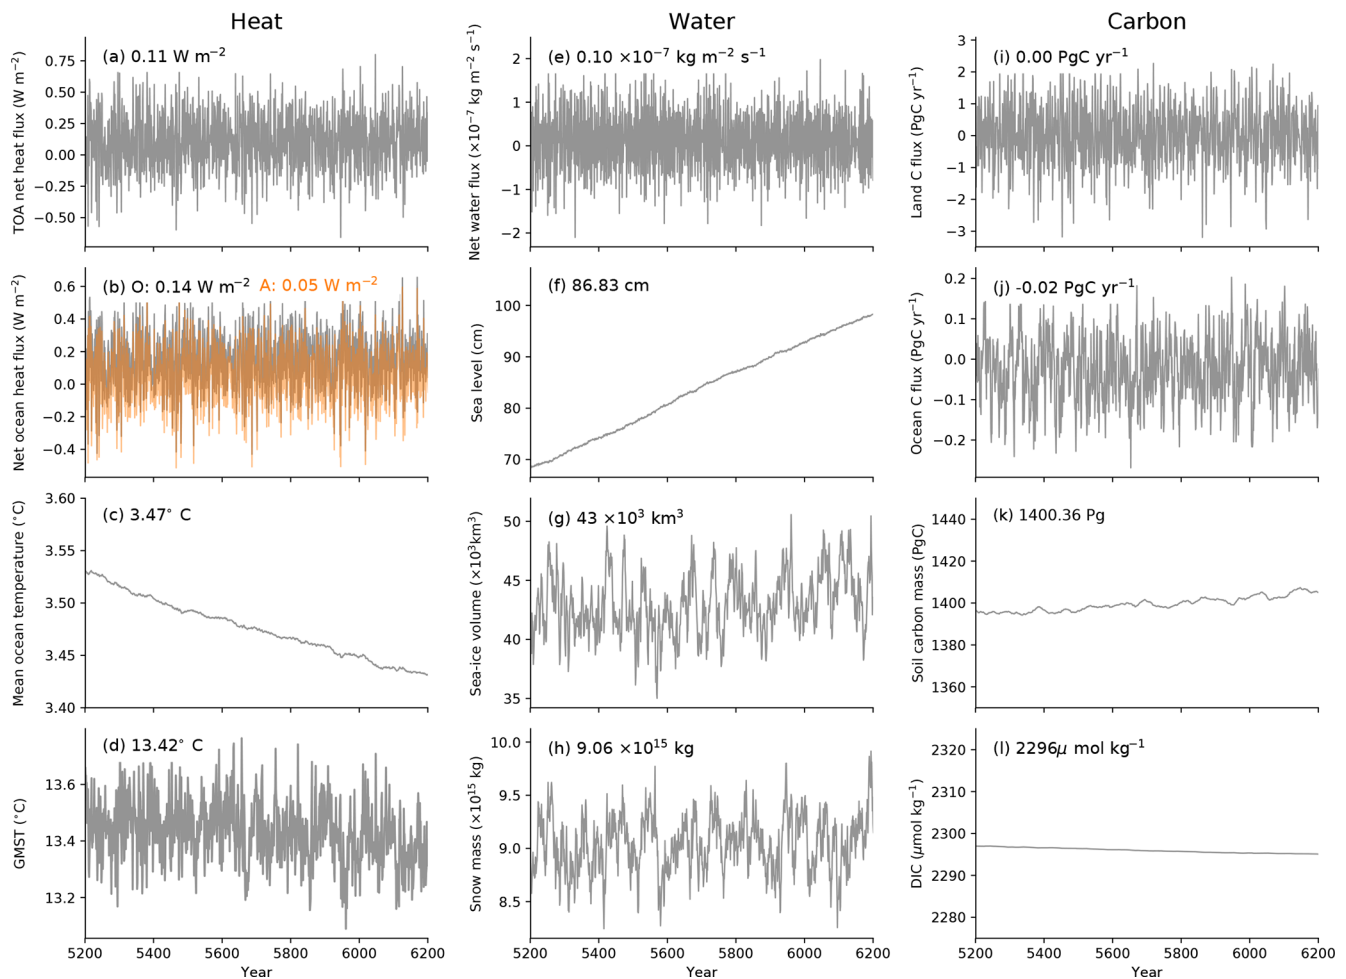 Heat
Water
Carbon
(a) 0.11 W m⁻²
TOA net heat flux (W m⁻²)
0.75
0.50
0.25
0.00
−0.25
−0.50
(e) 0.10 ×10⁻⁷ kg m⁻² s⁻¹
Net water flux (×10⁻⁷ kg m⁻² s⁻¹)
2
1
0
−1
−2
(i) 0.00 PgC yr⁻¹
Land C flux (PgC yr⁻¹)
3
2
1
0
−1
−2
−3
(b) O: 0.14 W m⁻² A: 0.05 W m⁻²
Net ocean heat flux (W m⁻²)
0.6
0.4
0.2
0.0
−0.2
−0.4
(f) 86.83 cm
Sea level (cm)
100
90
80
70
(j) -0.02 PgC yr⁻¹
Ocean C flux (PgC yr⁻¹)
0.2
0.1
0.0
−0.1
−0.2
(c) 3.47° C
Mean ocean temperature (°C)
3.60
3.55
3.50
3.45
3.40
(g) 43 ×10³ km³
Sea-ice volume (×10³km³)
50
45
40
35
(k) 1400.36 Pg
Soil carbon mass (PgC)
1440
1420
1400
1380
1360
(d) 13.42° C
GMST (°C)
13.6
13.4
13.2
5200 5400 5600 5800 6000 6200
Year
(h) 9.06 ×10¹⁵ kg
Snow mass (×10¹⁵ kg)
10.0
9.5
9.0
8.5
5200 5400 5600 5800 6000 6200
Year
(l) 2296μ mol kg⁻¹
DIC (μmol kg⁻¹)
2320
2310
2300
2290
2280
5200 5400 5600 5800 6000 6200
Year